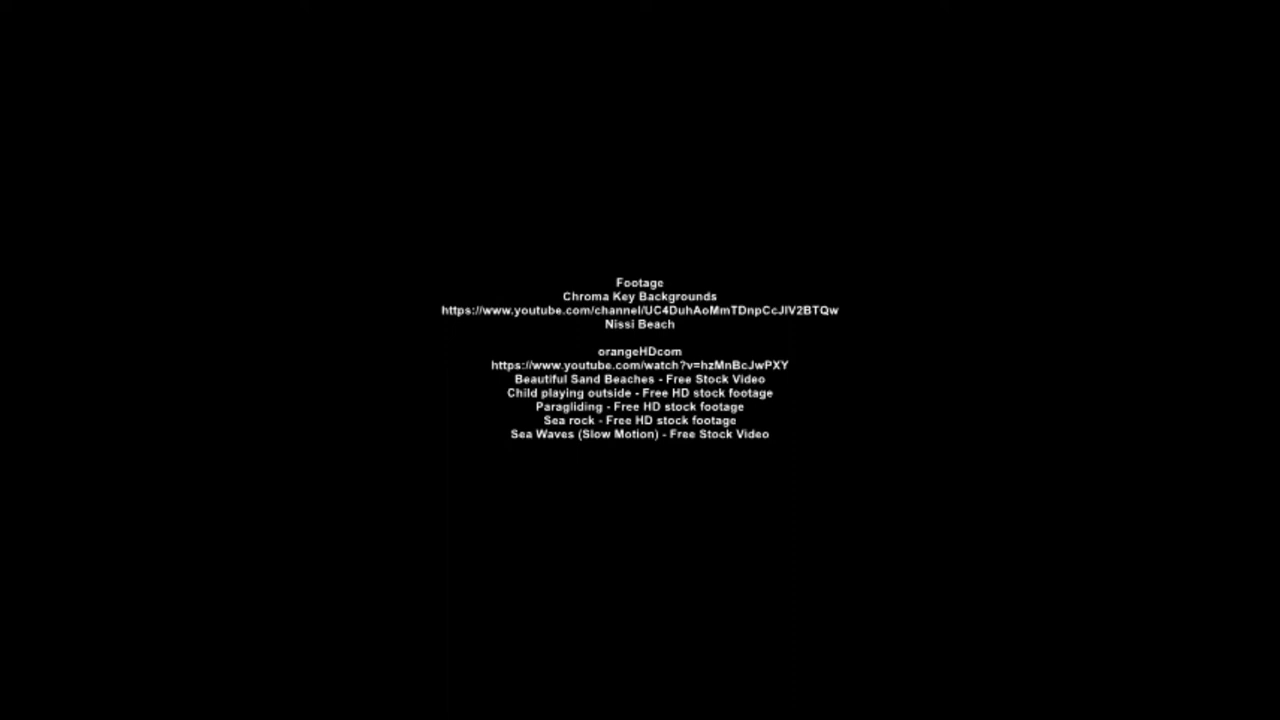 Footage
Chroma Key Backgrounds
https://www.youtube.com/channel/UC4DuhAoMmTDnpCcJIV2BTQw
Nissi Beach
orangeHDcom
https://www.youtube.com/watch?v=hzMnBcJwPXY
Beautiful Sand Beaches - Free Stock Video
Child playing outside - Free HD stock footage
Paragliding - Free HD stock footage
Sea rock - Free HD stock footage
Sea Waves (Slow Motion) - Free Stock Video